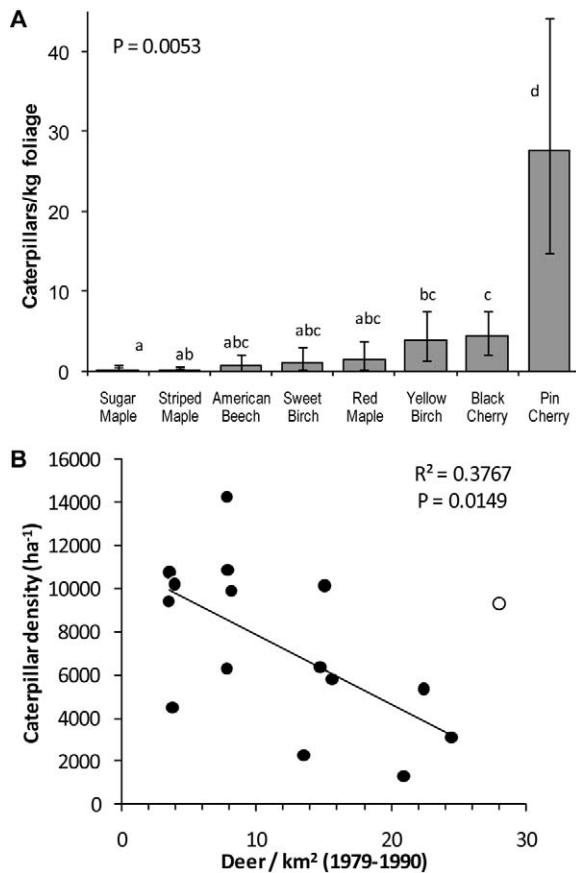 A
P = 0.0053
Caterpillars/kg foliage
40
30
20
10
0
a
ab
abc
abc
abc
bc
c
d
Sugar Maple
Striped Maple
American Beech
Sweet Birch
Red Maple
Yellow Birch
Black Cherry
Pin Cherry
B
R² = 0.3767
P = 0.0149
Caterpillar density (ha⁻¹)
16000
14000
12000
10000
8000
6000
4000
2000
0
0
10
20
30
Deer / km² (1979-1990)